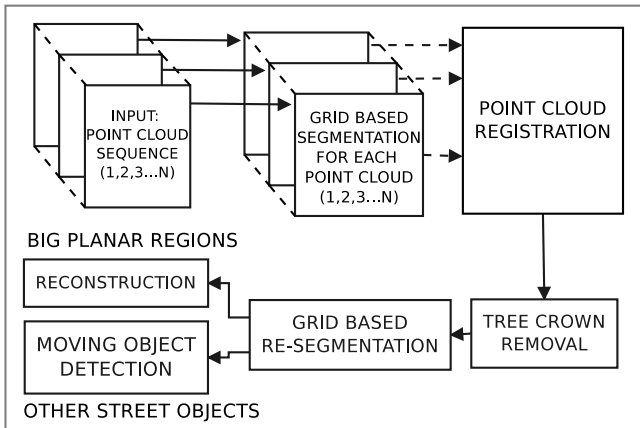 INPUT:
POINT CLOUD
SEQUENCE
(1,2,3...N)
GRID BASED
SEGMENTATION
FOR EACH
POINT CLOUD
(1,2,3...N)
POINT CLOUD
REGISTRATION
BIG PLANAR REGIONS
RECONSTRUCTION
GRID BASED
RE-SEGMENTATION
TREE CROWN
REMOVAL
MOVING OBJECT
DETECTION
OTHER STREET OBJECTS